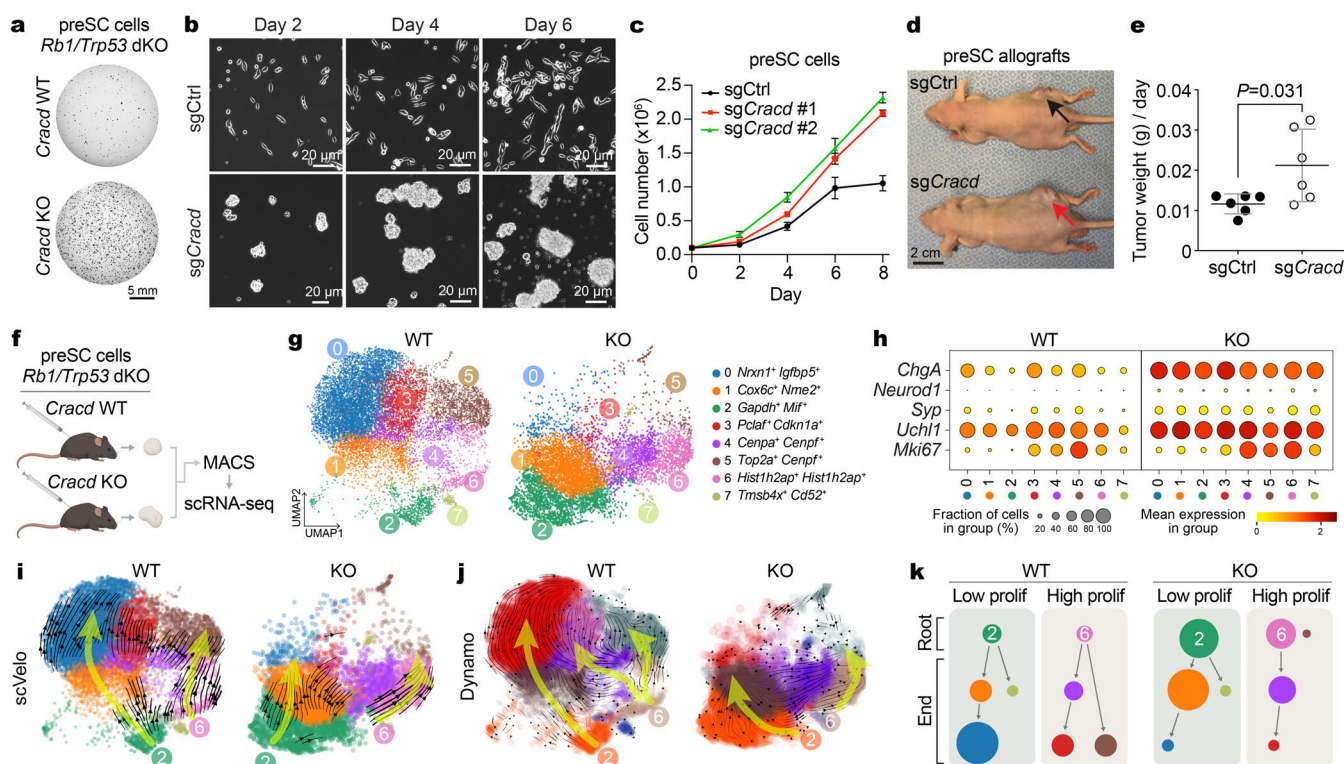 a
preSC cells
Rb1/Trp53 dKO
Cracd WT
Cracd KO
5 mm
b
Day 2
Day 4
Day 6
sgCtrl
20 µm
20 µm
20 µm
sgCracd
20 µm
20 µm
20 µm
c
preSC cells
sgCtrl
sgCracd #1
sgCracd #2
Cell number (x10⁶)
2.5
2.0
1.5
1.0
0.5
0
0
2
4
6
8
Day
d
preSC allografts
sgCtrl
sgCracd
2 cm
e
P=0.031
Tumor weight (g) / day
0.04
0.03
0.02
0.01
0
sgCtrl
sgCracd
f
preSC cells
Rb1/Trp53 dKO
Cracd WT
Cracd KO
MACS
scRNA-seq
g
WT
KO
0
5
3
1
4
6
2
7
UMAP2
UMAP1
0
5
3
1
4
6
2
7
0 Nrxn1⁺ Igfbp5⁺
1 Cox6c⁺ Nme2⁺
2 Gapdh⁺ Mif⁺
3 Pclaf⁺ Cdkn1a⁺
4 Cenpa⁺ Cenpf⁺
5 Top2a⁺ Cenpf⁺
6 Hist1h2ap⁺ Hist1h2ap⁺
7 Tmsb4x⁺ Cd52⁺
h
WT
KO
ChgA
Neurod1
Syp
Uchl1
Mki67
0 1 2 3 4 5 6 7
0 1 2 3 4 5 6 7
Fraction of cells
in group (%)
20 40 60 80 100
Mean expression
in group
0
2
i
WT
KO
scVelo
2
6
2
6
j
WT
KO
Dynamo
2
6
2
6
k
WT
KO
Low prolif
High prolif
Low prolif
High prolif
Root
End
2
6
2
6